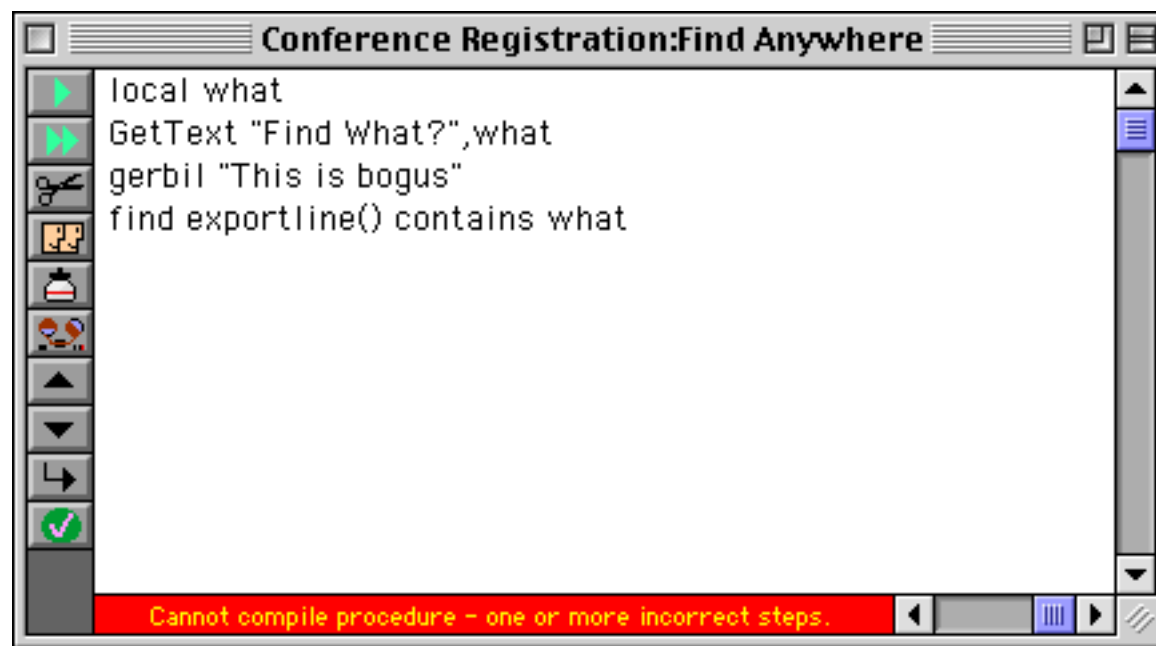 Conference Registration:Find Anywhere
local what
GetText "Find What?",what
gerbil "This is bogus"
find exportline() contains what
Cannot compile procedure – one or more incorrect steps.